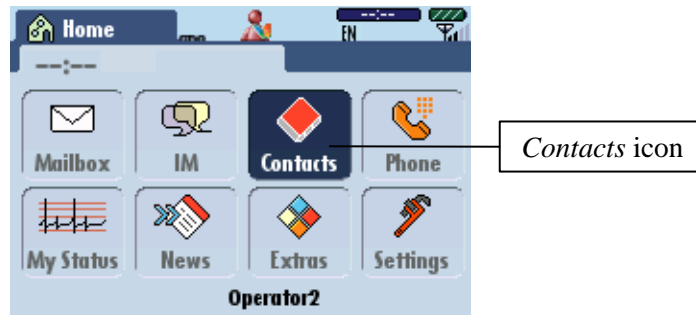 Home
--:--
EN
--:--
Mailbox
IM
Contacts
Phone
Contacts icon
My Status
News
Extras
Settings
Operator2